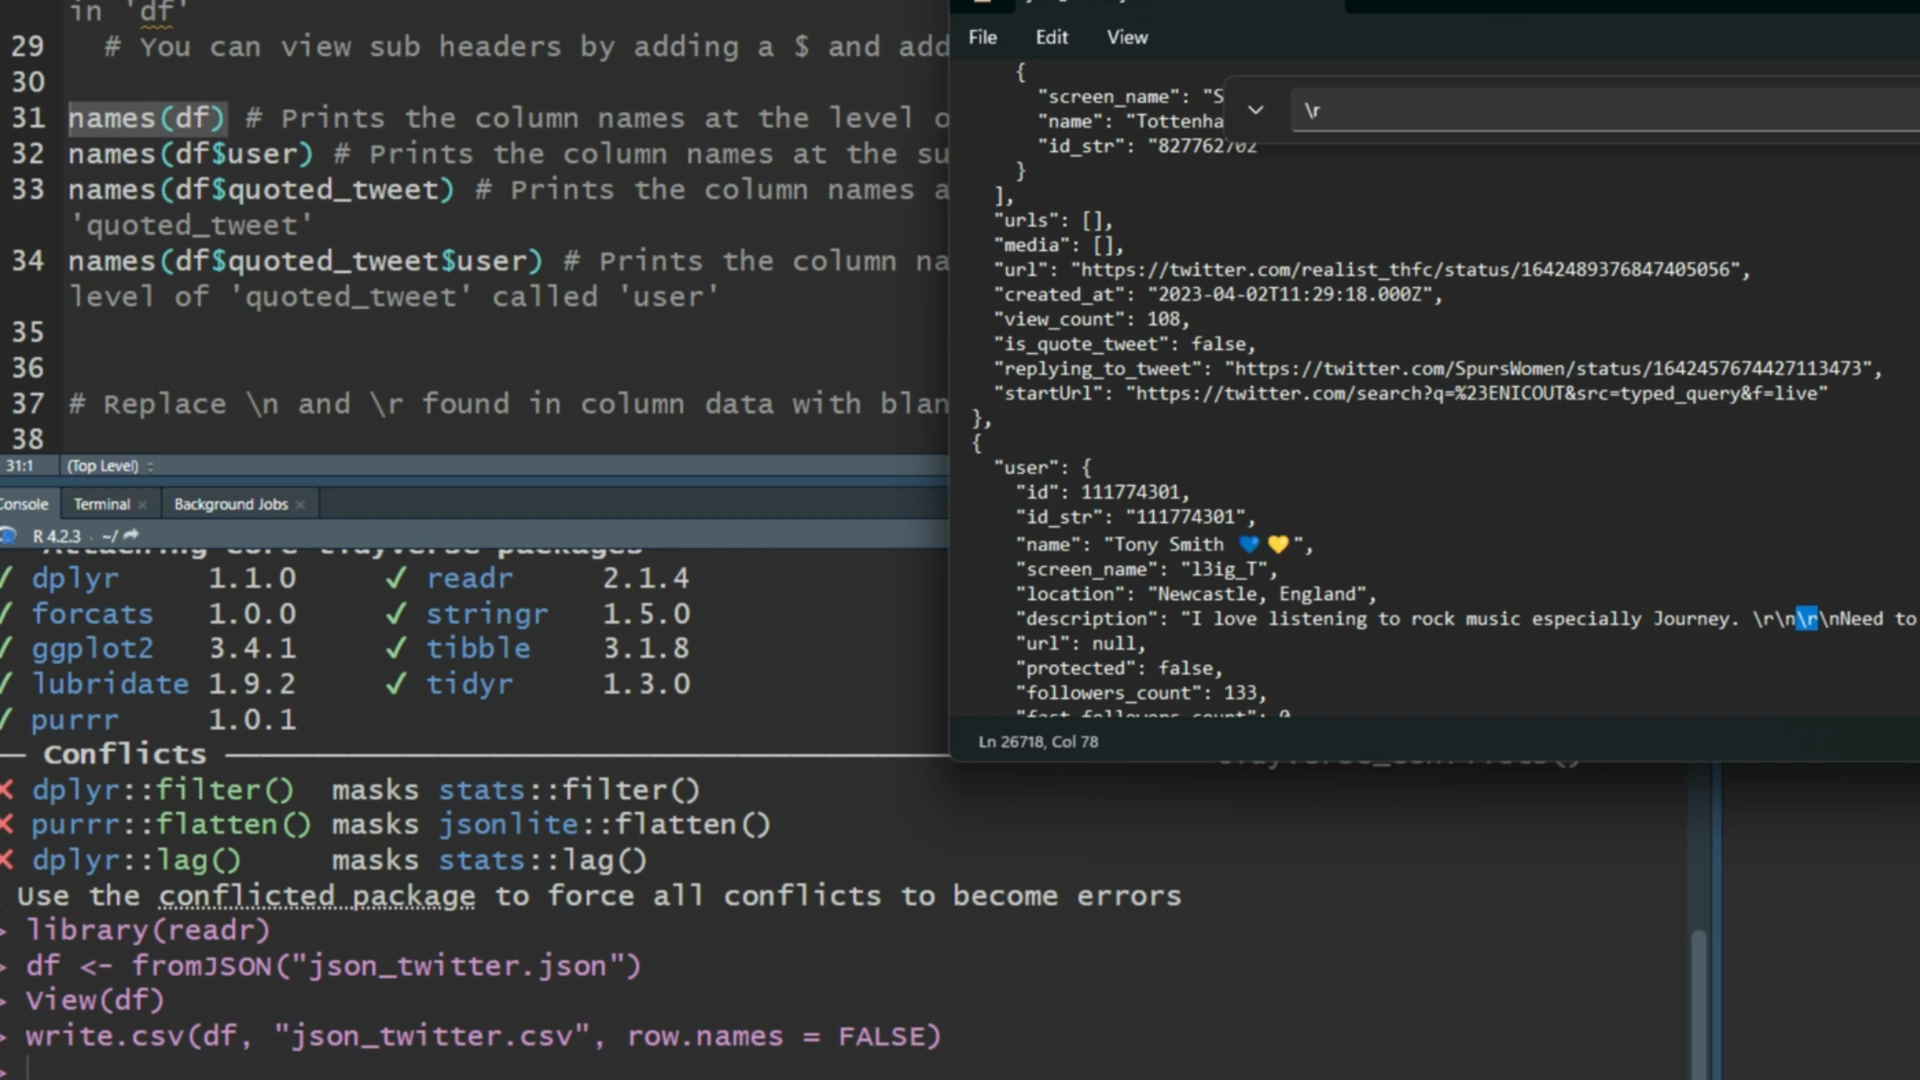 in 'df'
29 # You can view sub headers by adding a $ and add
30
31 names(df) # Prints the column names at the level o
32 names(df$user) # Prints the column names at the su
33 names(df$quoted_tweet) # Prints the column names a
'quoted_tweet'
34 names(df$quoted_tweet$user) # Prints the column na
level of 'quoted_tweet' called 'user'
35
36
37 # Replace \n and \r found in column data with blan
38
31:1 (Top Level)
Console Terminal Background Jobs
R 4.2.3 · ~/
Attaching core tidyverse packages
✓ dplyr 1.1.0 ✓ readr 2.1.4
✓ forcats 1.0.0 ✓ stringr 1.5.0
✓ ggplot2 3.4.1 ✓ tibble 3.1.8
✓ lubridate 1.9.2 ✓ tidyr 1.3.0
✓ purrr 1.0.1
── Conflicts ──
✗ dplyr::filter() masks stats::filter()
✗ purrr::flatten() masks jsonlite::flatten()
✗ dplyr::lag() masks stats::lag()
Use the conflicted package to force all conflicts to become errors
> library(readr)
> df <- fromJSON("json_twitter.json")
> View(df)
> write.csv(df, "json_twitter.csv", row.names = FALSE)
>
File Edit View
\r
{
"screen_name": "S
"name": "Tottenha
"id_str": "827762702
}
],
"urls": [],
"media": [],
"url": "https://twitter.com/realist_thfc/status/1642489376847405056",
"created_at": "2023-04-02T11:29:18.000Z",
"view_count": 108,
"is_quote_tweet": false,
"replying_to_tweet": "https://twitter.com/SpursWomen/status/1642457674427113473",
"startUrl": "https://twitter.com/search?q=%23ENICOUT&src=typed_query&f=live"
},
{
"user": {
"id": 111774301,
"id_str": "111774301",
"name": "Tony Smith 💙💛",
"screen_name": "l3ig_T",
"location": "Newcastle, England",
"description": "I love listening to rock music especially Journey. \r\n\r\nNeed to
"url": null,
"protected": false,
"followers_count": 133,
"fast_followers_count": 0
Ln 26718, Col 78